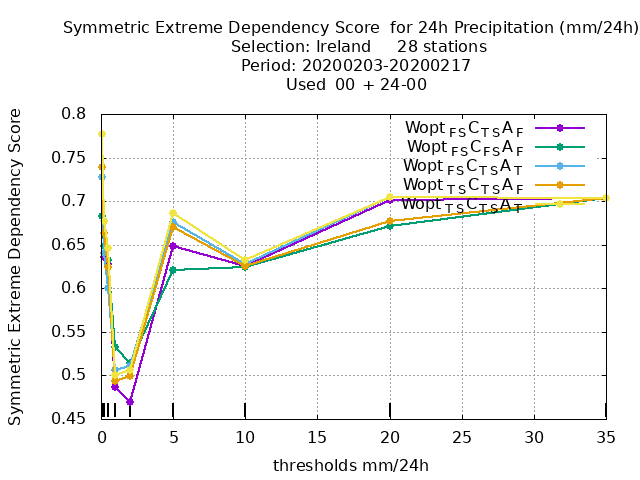 Symmetric Extreme Dependency Score  for 24h Precipitation (mm/24h)
Selection: Ireland     28 stations
Period: 20200203-20200217
Used  00 + 24-00
Symmetric Extreme Dependency Score
0.8
0.75
0.7
0.65
0.6
0.55
0.5
0.45
Wopt FS C TS A F
Wopt FS C FS A F
Wopt FS C TS A T
Wopt TS C TS A F
Wopt TS C TS A T
0 5 10 15 20 25 30 35
thresholds mm/24h